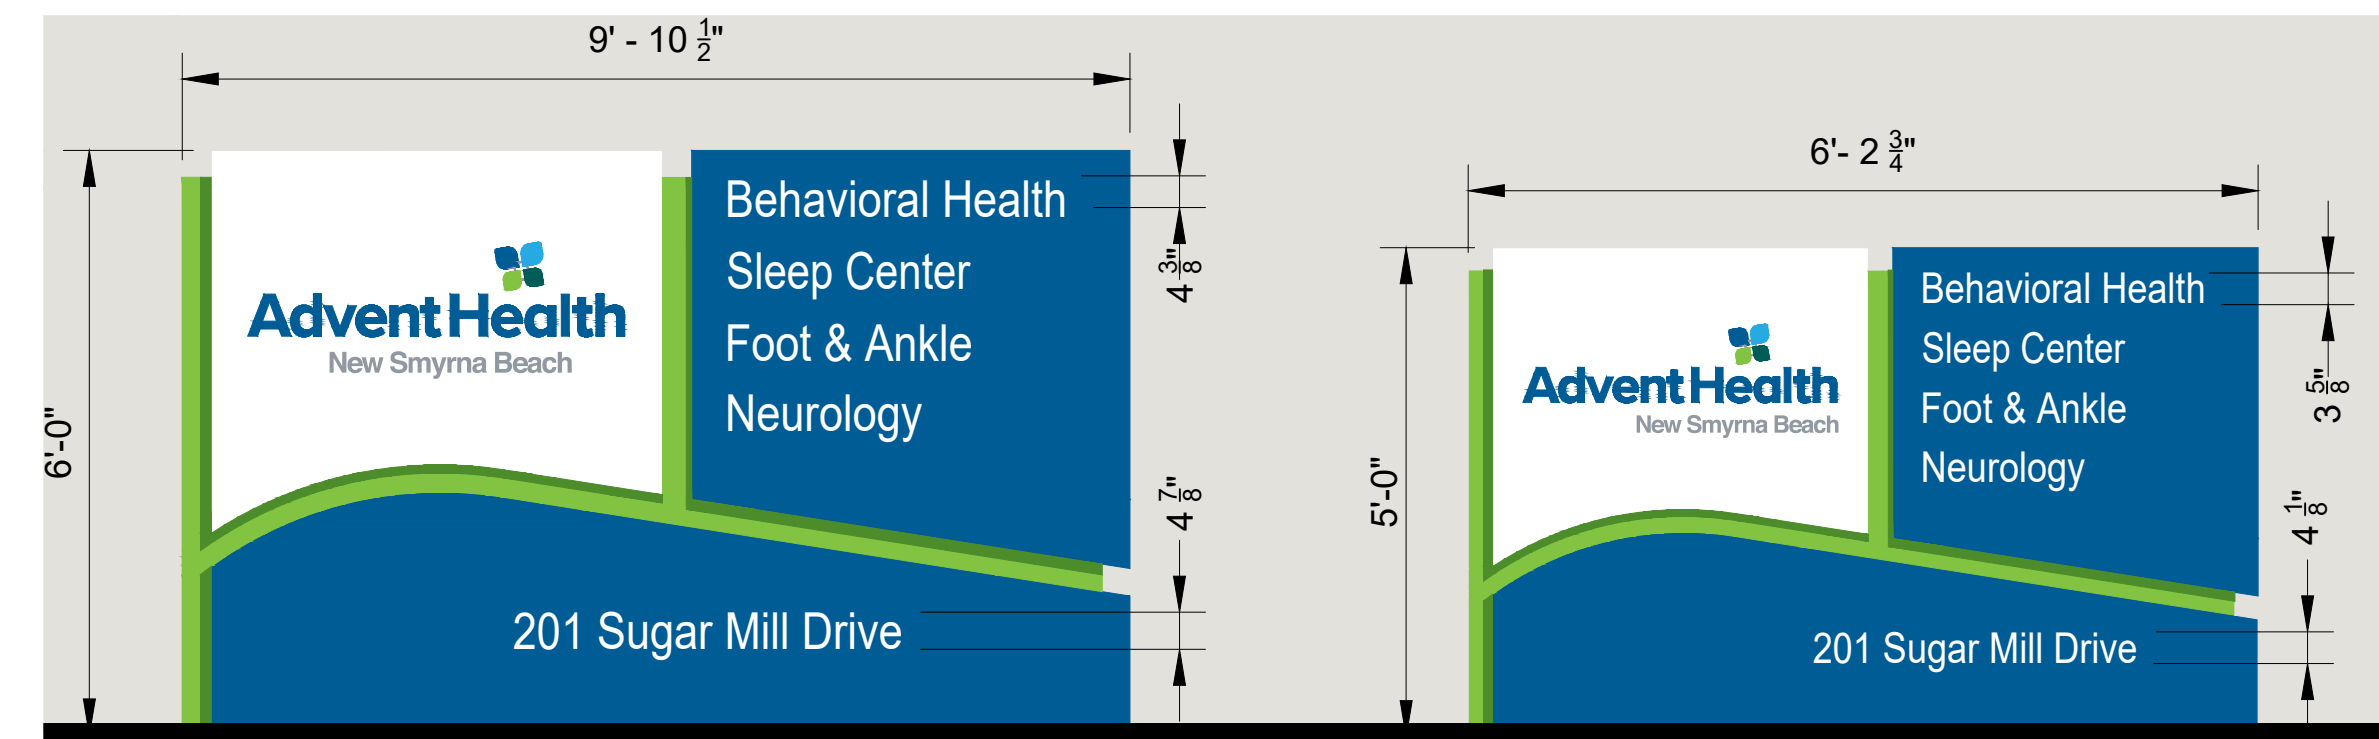 9' - 10 1/2"
6'-0"
AdventHealth
New Smyrna Beach
Behavioral Health
Sleep Center
Foot & Ankle
Neurology
4 3/8"
4 7/8"
201 Sugar Mill Drive
6'- 2 3/4"
5'-0"
AdventHealth
New Smyrna Beach
Behavioral Health
Sleep Center
Foot & Ankle
Neurology
3 5/8"
4 1/8"
201 Sugar Mill Drive